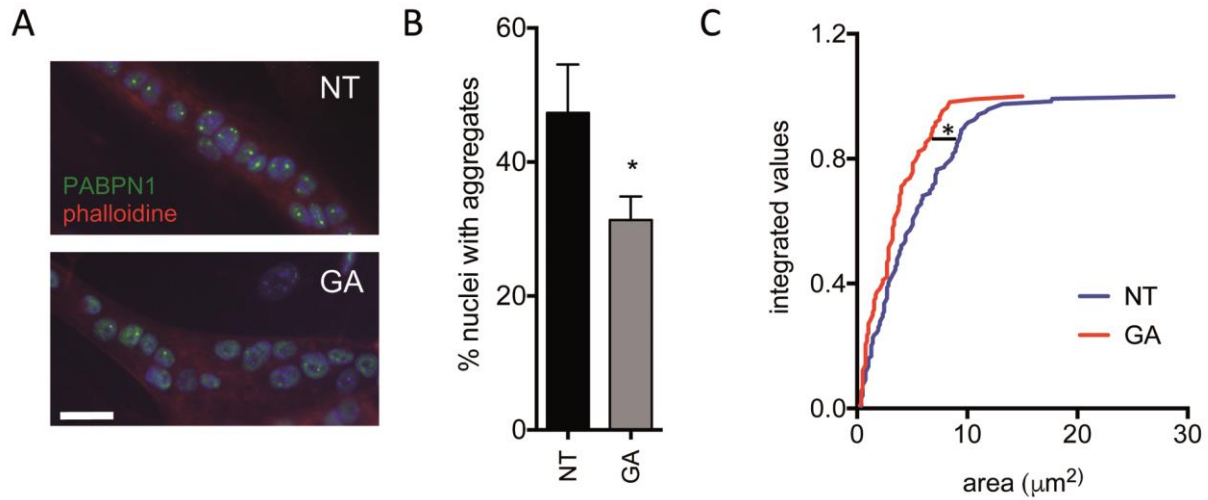 A
NT
PABPN1
phalloidine
GA
B
% nuclei with aggregates
60
40
20
0
*
NT
GA
C
integrated values
1.2
0.8
0.4
0.0
*
NT
GA
0
10
20
30
area (μm²)